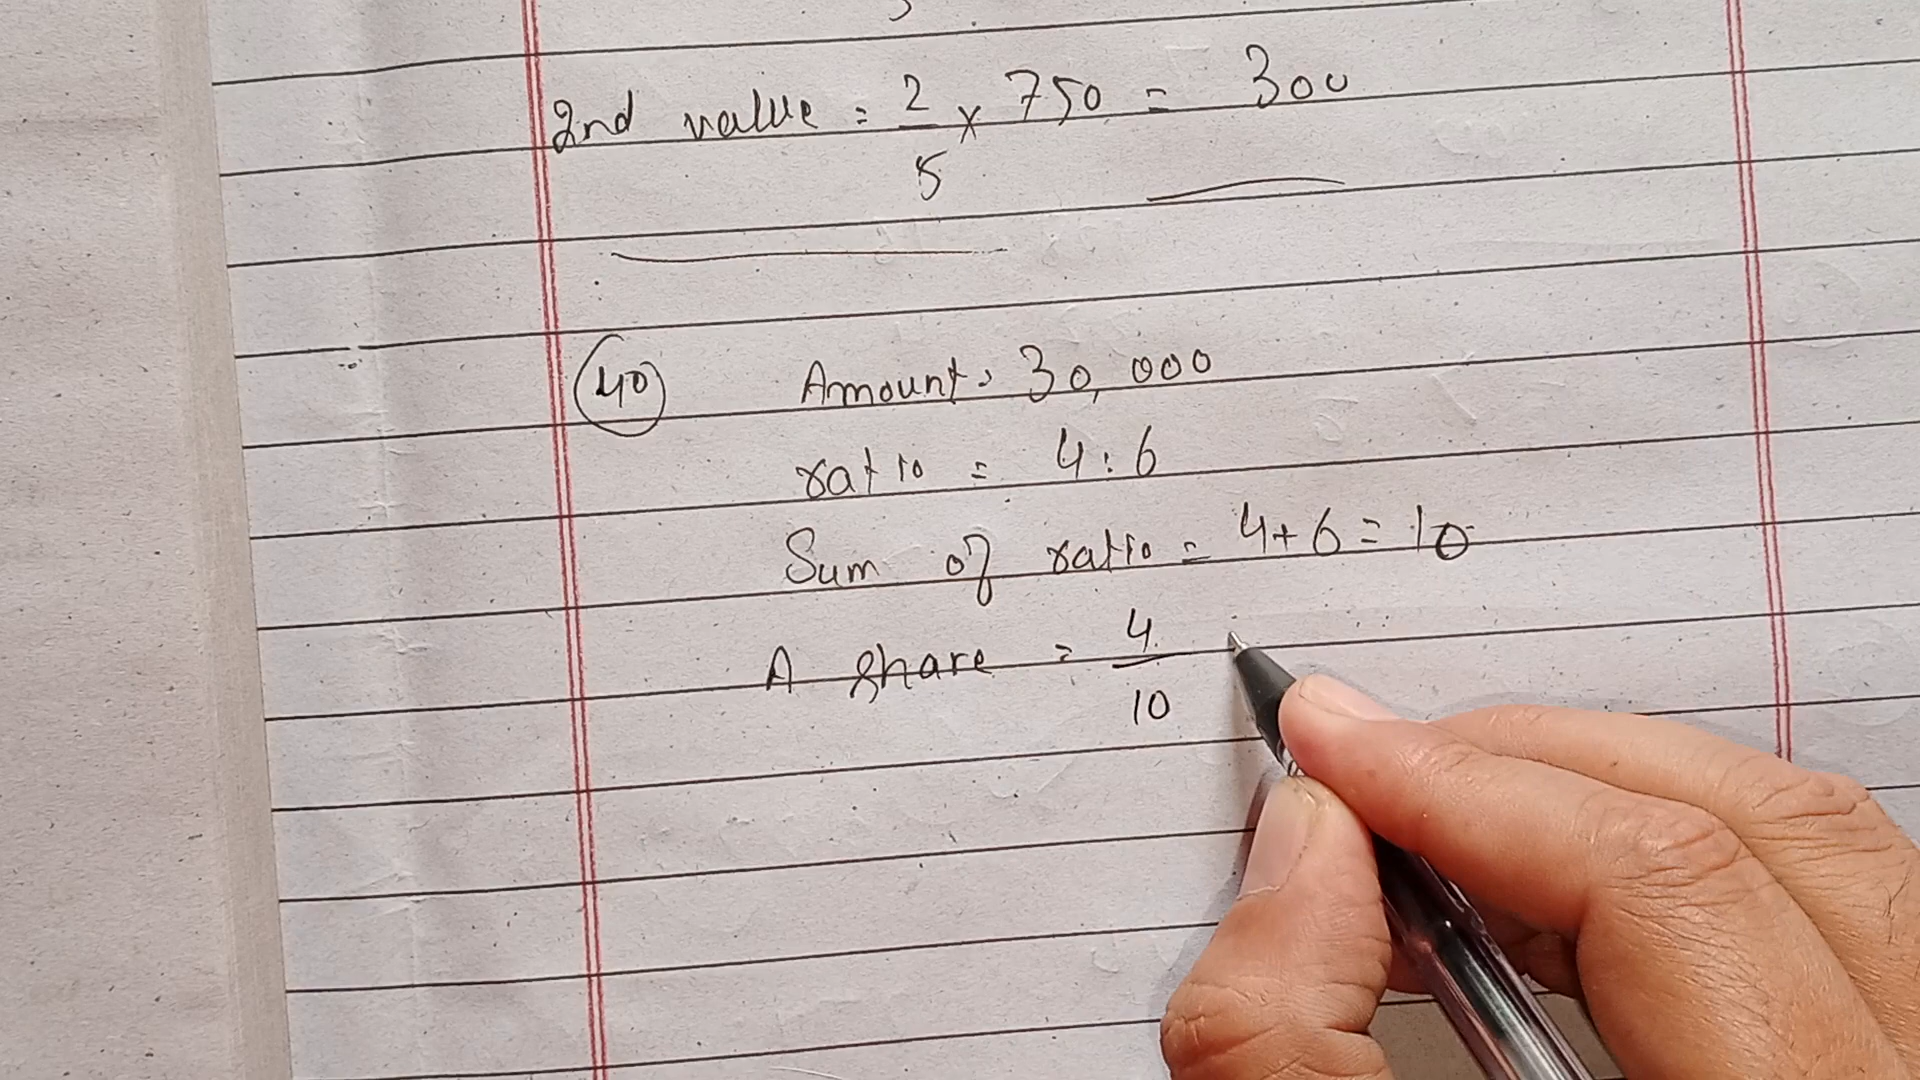 2nd value = 2/5 × 750 = 300
40 Amount = 30,000
ratio = 4:6
Sum of ratio = 4+6 = 10
A share = 4/10